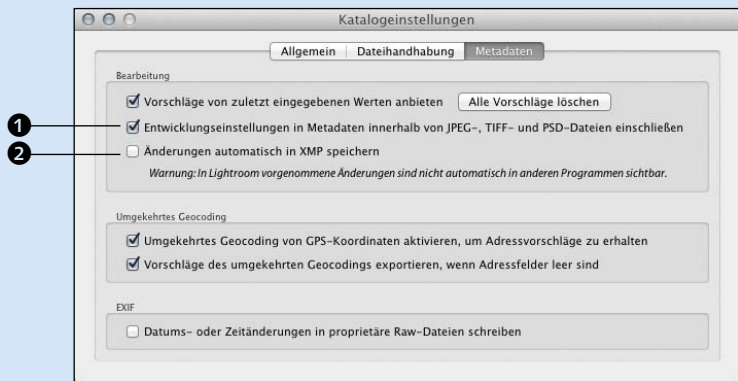 Katalogeinstellungen
Allgemein Dateihandhabung Metadaten
Bearbeitung
Vorschläge von zuletzt eingegebenen Werten anbieten Alle Vorschläge löschen
1 Entwicklungseinstellungen in Metadaten innerhalb von JPEG-, TIFF- und PSD-Dateien einschließen
2 Änderungen automatisch in XMP speichern
Warnung: In Lightroom vorgenommene Änderungen sind nicht automatisch in anderen Programmen sichtbar.
Umgekehrtes Geocoding
Umgekehrtes Geocoding von GPS-Koordinaten aktivieren, um Adressvorschläge zu erhalten
Vorschläge des umgekehrten Geocodings exportieren, wenn Adressfelder leer sind
EXIF
Datums- oder Zeitänderungen in proprietäre Raw-Dateien schreiben